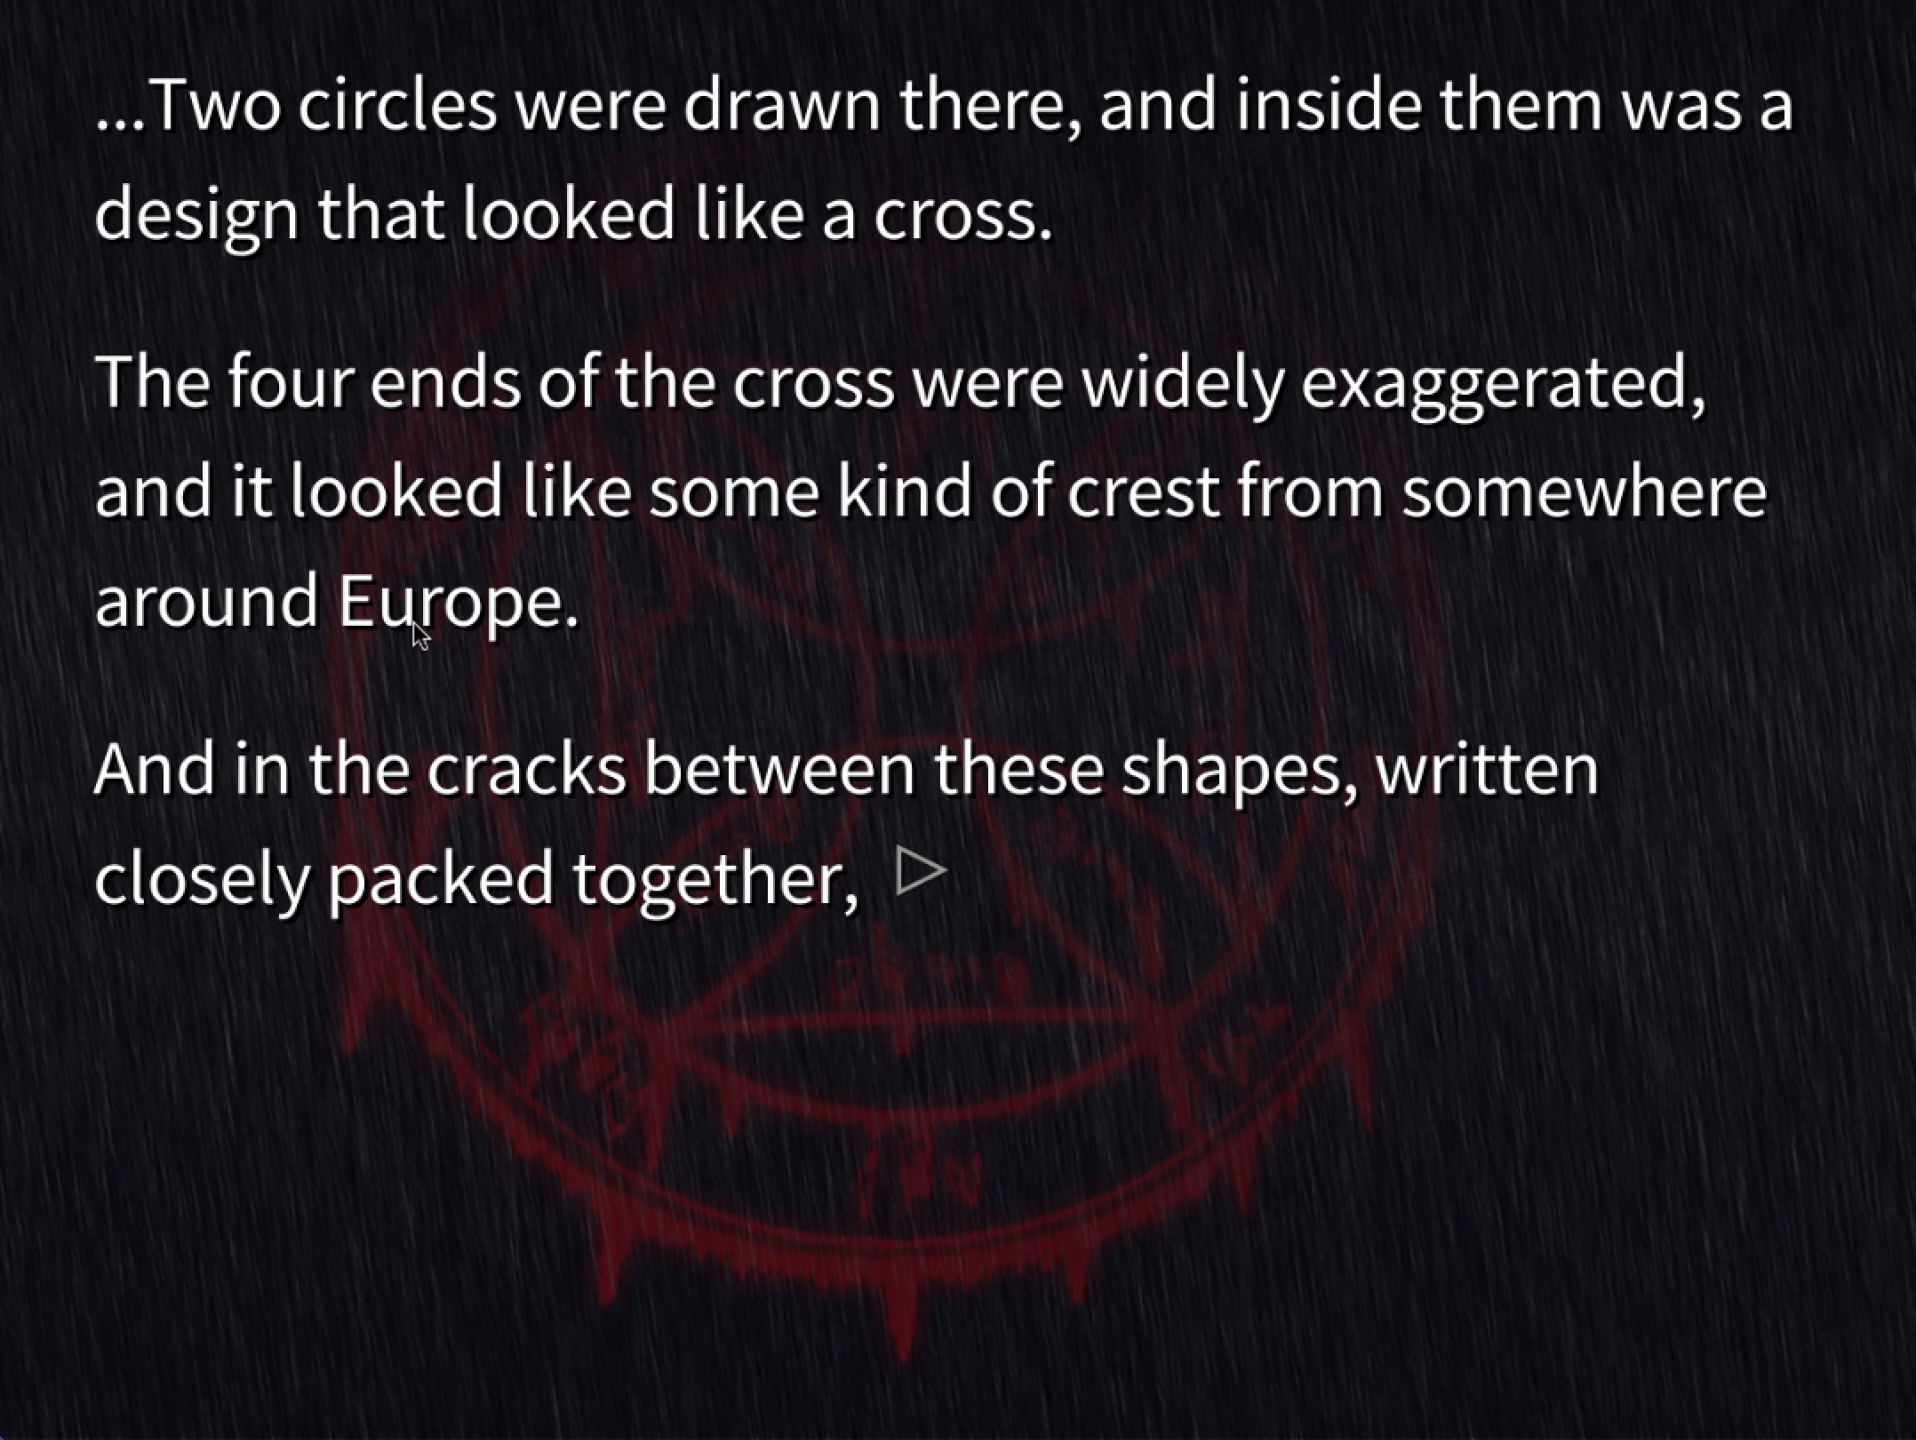 ...Two circles were drawn there, and inside them was a
design that looked like a cross.
The four ends of the cross were widely exaggerated,
and it looked like some kind of crest from somewhere
around Europe.
And in the cracks between these shapes, written
closely packed together,